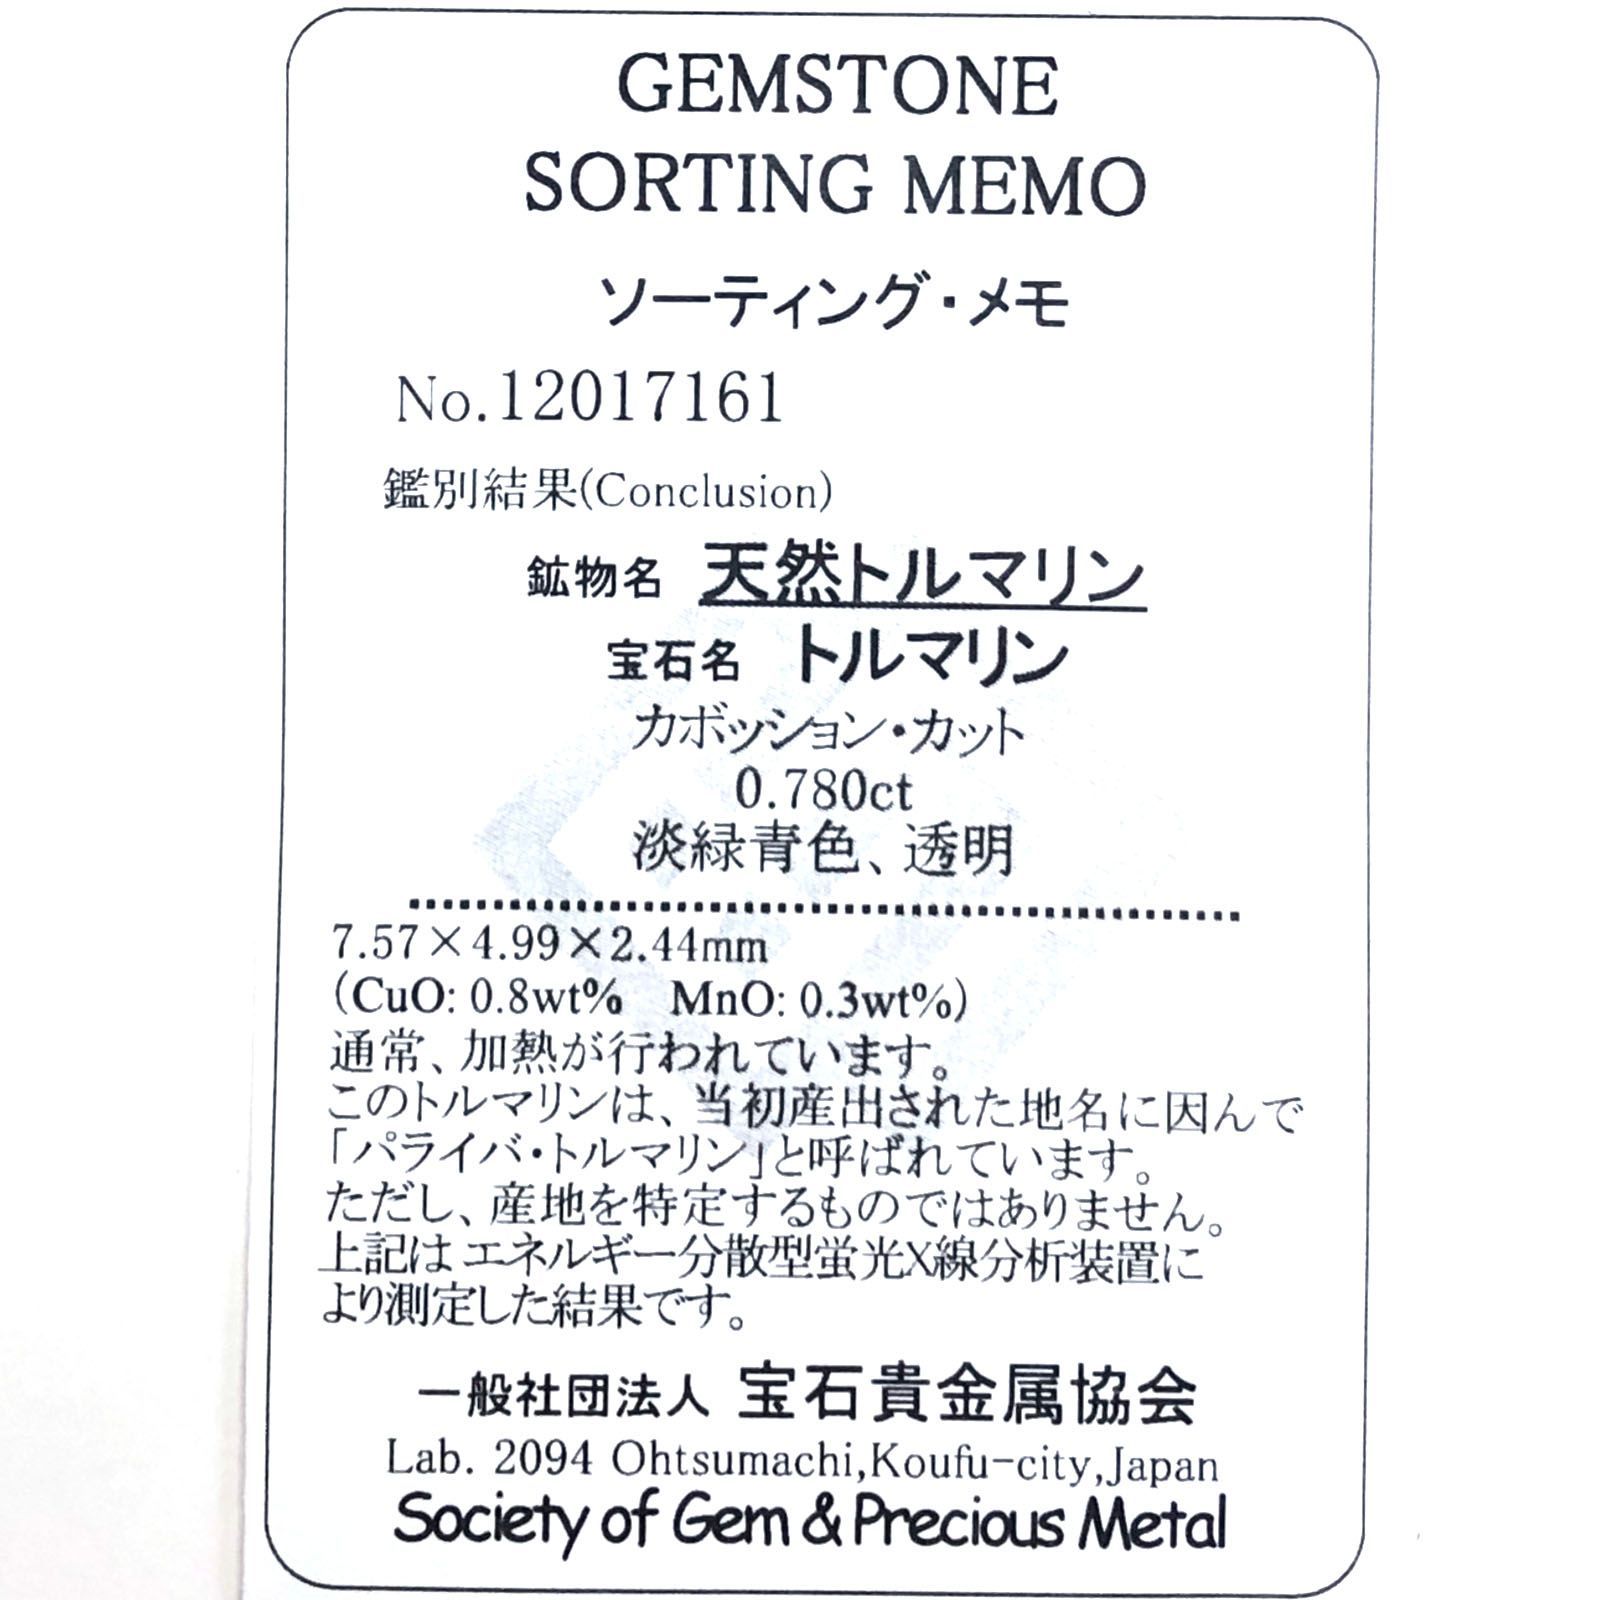 GEMSTONE
SORTING MEMO
ソーティング・メモ
No.12017161
鑑別結果(Conclusion)
鉱物名 天然トルマリン
宝石名 トルマリン
カボッション・カット
0.780ct
淡緑青色、透明
7.57×4.99×2.44mm
(CuO: 0.8wt% MnO: 0.3wt%)
通常、加熱が行われています。
このトルマリンは、当初産出された地名に因んで
「パライバ・トルマリン」と呼ばれています。
ただし、産地を特定するものではありません。
上記はエネルギー分散型蛍光X線分析装置に
より測定した結果です。
一般社団法人 宝石貴金属協会
Lab. 2094 Ohtsumachi,Koufu-city,Japan
Society of Gem & Precious Metal